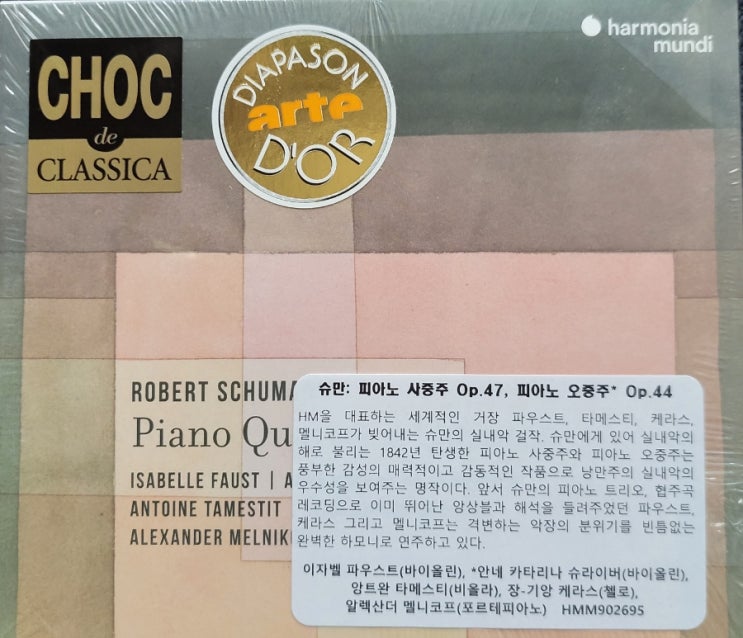 harmonia
mundi
CHOC
de
CLASSICA
DIAPASON
arte
D'OR
ROBERT SCHUMA
Piano Qu
ISABELLE FAUST | A
ANTOINE TAMESTIT
ALEXANDER MELNIK
슈만: 피아노 사중주 Op.47, 피아노 오중주* Op.44
HM을 대표하는 세계적인 거장 파우스트, 타메스티, 케라스,
멜니코프가 빚어내는 슈만의 실내악 걸작. 슈만에게 있어 실내악의
해로 불리는 1842년 탄생한 피아노 사중주와 피아노 오중주는
풍부한 감성의 매력적이고 감동적인 작품으로 낭만주의 실내악의
우수성을 보여주는 명작이다. 앞서 슈만의 피아노 트리오, 협주곡
레코딩으로 이미 뛰어난 앙상블과 해석을 들려주었던 파우스트,
케라스 그리고 멜니코프는 격변하는 악장의 분위기를 빈틈없는
완벽한 하모니로 연주하고 있다.
이자벨 파우스트(바이올린), *안네 카타리나 슈라이버(바이올린),
앙트완 타메스티(비올라), 장-기앙 케라스(첼로),
알렉산더 멜니코프(포르테피아노) HMM902695